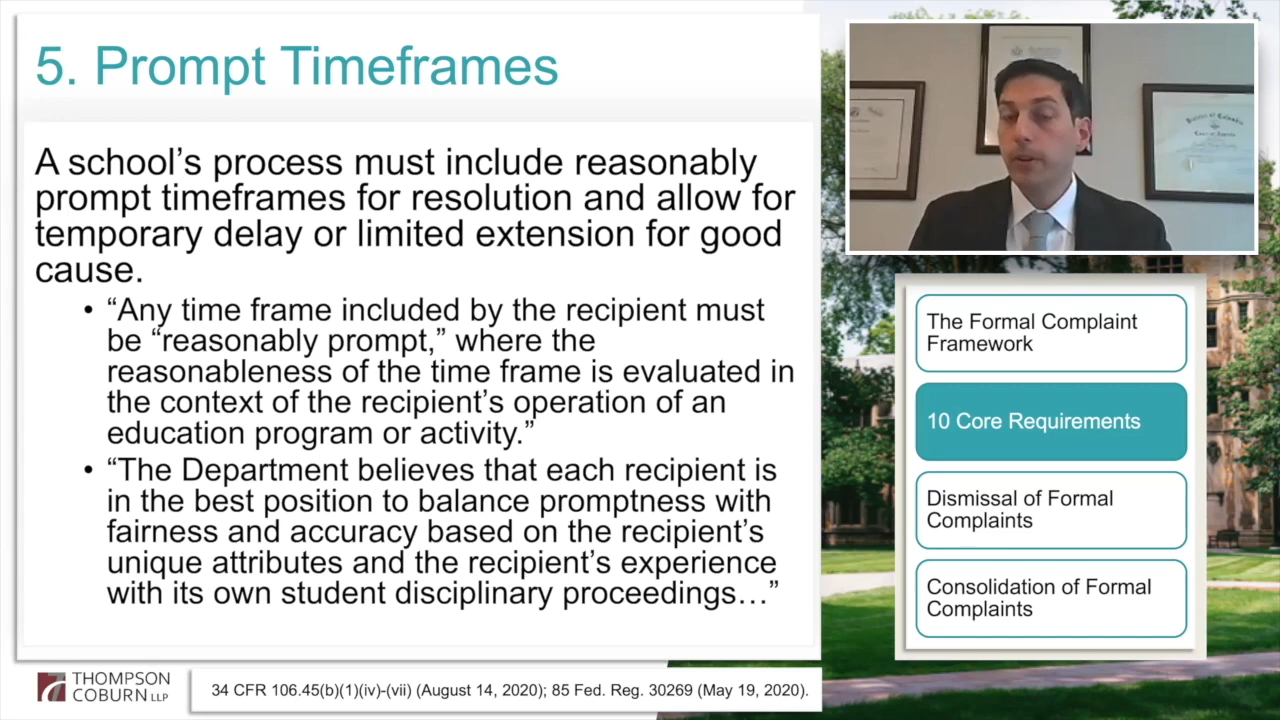 5. Prompt Timeframes
A school’s process must include reasonably
prompt timeframes for resolution and allow for
temporary delay or limited extension for good
cause.
• “Any time frame included by the recipient must
be “reasonably prompt,” where the
reasonableness of the time frame is evaluated in
the context of the recipient’s operation of an
education program or activity.”
• “The Department believes that each recipient is
in the best position to balance promptness with
fairness and accuracy based on the recipient’s
unique attributes and the recipient’s experience
with its own student disciplinary proceedings…”
The Formal Complaint
Framework
10 Core Requirements
Dismissal of Formal
Complaints
Consolidation of Formal
Complaints
THOMPSON
COBURN LLP
34 CFR 106.45(b)(1)(iv)-(vii) (August 14, 2020); 85 Fed. Reg. 30269 (May 19, 2020).